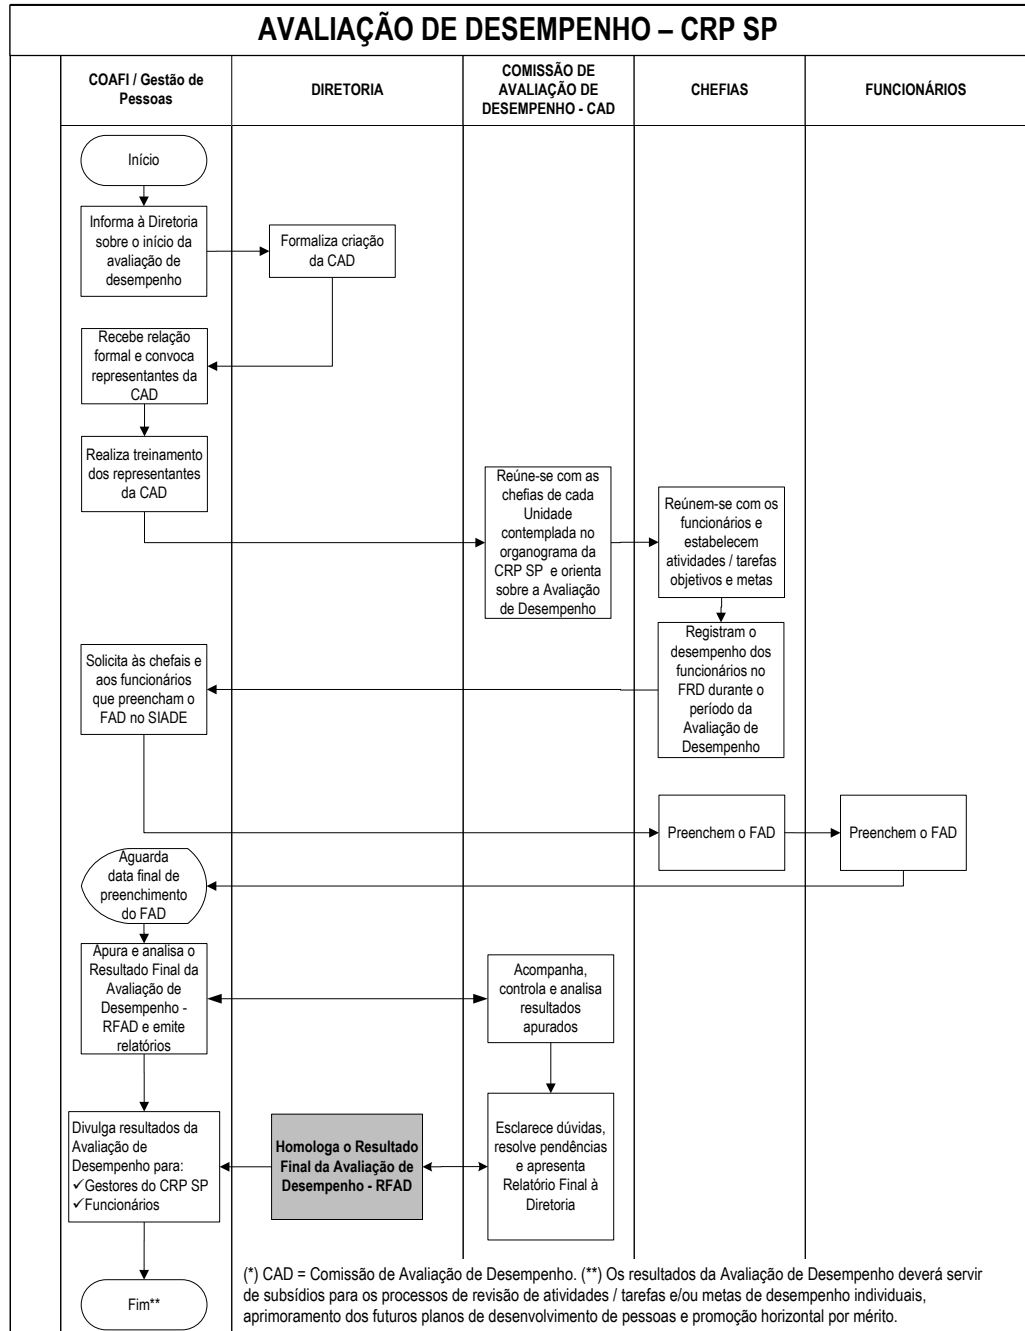 AVALIAÇÃO DE DESEMPENHO – CRP SP
COAFI / Gestão de
Pessoas
DIRETORIA
COMISSÃO DE
AVALIAÇÃO DE
DESEMPENHO - CAD
CHEFIAS
FUNCIONÁRIOS
Início
Informa à Diretoria
sobre o início da
avaliação de
desempenho
Formaliza criação
da CAD
Recebe relação
formal e convoca
representantes da
CAD
Realiza treinamento
dos representantes
da CAD
Reúne-se com as
chefias de cada
Unidade
contemplada no
organograma da
CRP SP e orienta
sobre a Avaliação
de Desempenho
Reúnem-se com os
funcionários e
estabelecem
atividades / tarefas
objetivos e metas
Registram o
desempenho dos
funcionários no
FRD durante o
período da
Avaliação de
Desempenho
Solicita às chefais e
aos funcionários
que preencham o
FAD no SIADE
Preenchem o FAD
Preenchem o FAD
Aguarda
data final de
preenchimento
do FAD
Apura e analisa o
Resultado Final da
Avaliação de
Desempenho -
RFAD e emite
relatórios
Acompanha,
controla e analisa
resultados
apurados
Divulga resultados da
Avaliação de
Desempenho para:
✓Gestores do CRP SP
✓Funcionários
Homologa o Resultado
Final da Avaliação de
Desempenho - RFAD
Esclarece dúvidas,
resolve pendências
e apresenta
Relatório Final à
Diretoria
Fim**
(*) CAD = Comissão de Avaliação de Desempenho. (**) Os resultados da Avaliação de Desempenho deverá servir
de subsídios para os processos de revisão de atividades / tarefas e/ou metas de desempenho individuais,
aprimoramento dos futuros planos de desenvolvimento de pessoas e promoção horizontal por mérito.